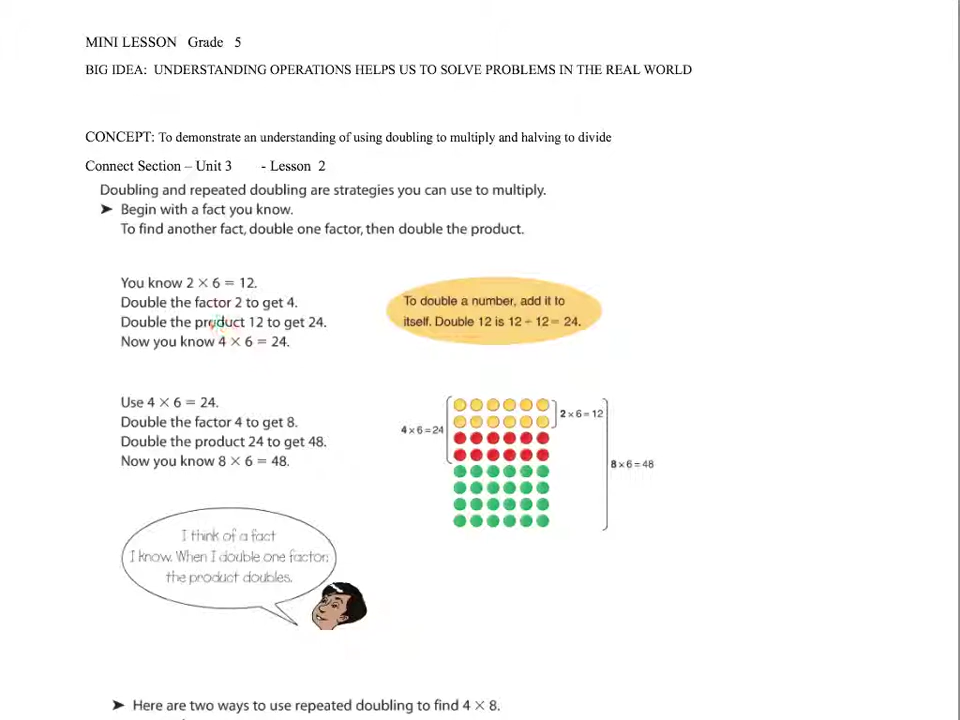 MINI LESSON Grade 5
BIG IDEA: UNDERSTANDING OPERATIONS HELPS US TO SOLVE PROBLEMS IN THE REAL WORLD
CONCEPT: To demonstrate an understanding of using doubling to multiply and halving to divide
Connect Section – Unit 3 - Lesson 2
Doubling and repeated doubling are strategies you can use to multiply.
➤ Begin with a fact you know.
To find another fact, double one factor, then double the product.
You know 2 × 6 = 12.
Double the factor 2 to get 4.
Double the product 12 to get 24.
Now you know 4 × 6 = 24.
To double a number, add it to
itself. Double 12 is 12 + 12 = 24.
Use 4 × 6 = 24.
Double the factor 4 to get 8.
Double the product 24 to get 48.
Now you know 8 × 6 = 48.
4 × 6 = 24
2 × 6 = 12
8 × 6 = 48
I think of a fact
I know. When I double one factor,
the product doubles.
➤ Here are two ways to use repeated doubling to find 4 × 8.